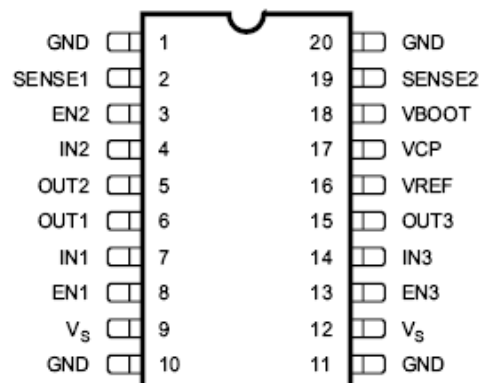 GND 1 20 GND
SENSE1 2 19 SENSE2
EN2 3 18 VBOOT
IN2 4 17 VCP
OUT2 5 16 VREF
OUT1 6 15 OUT3
IN1 7 14 IN3
EN1 8 13 EN3
VS 9 12 VS
GND 10 11 GND